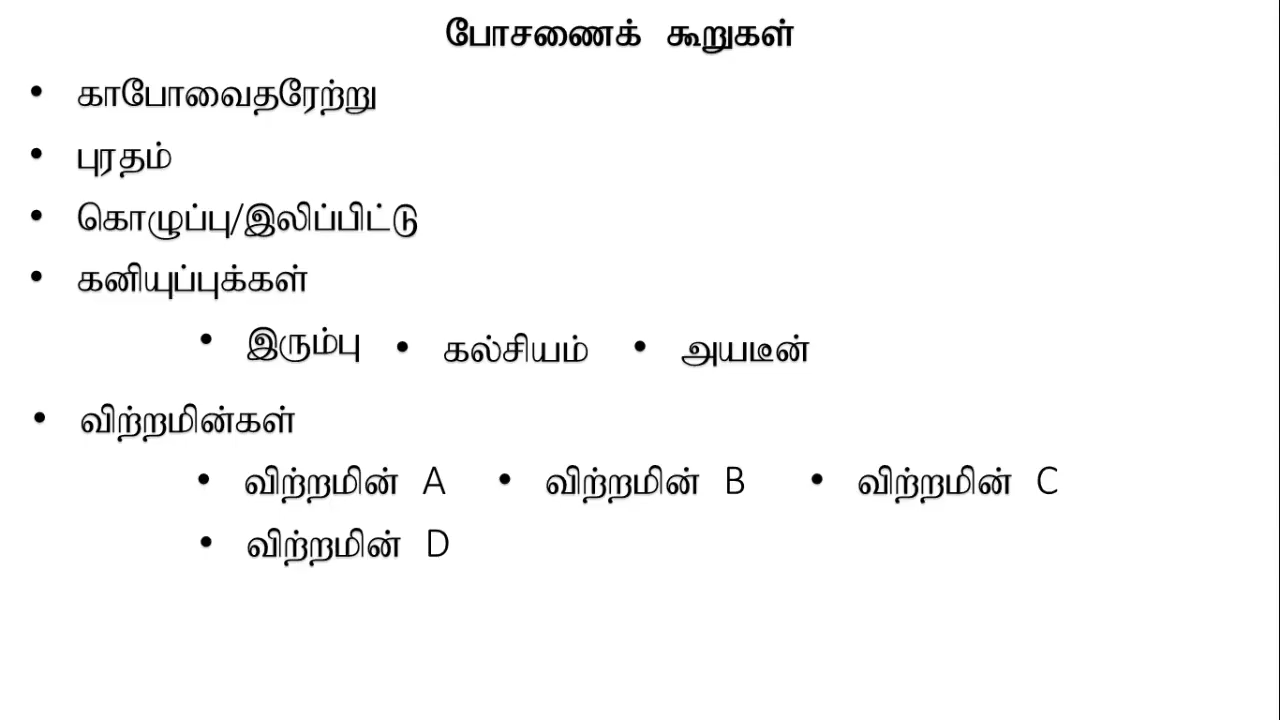 போசணைக் கூறுகள்
• காபோவைதரேற்று
• புரதம்
• கொழுப்பு/இலிப்பிட்டு
• கனியுப்புக்கள்
• இரும்பு • கல்சியம் • அயடீன்
• விற்றமின்கள்
• விற்றமின் A • விற்றமின் B • விற்றமின் C
• விற்றமின் D